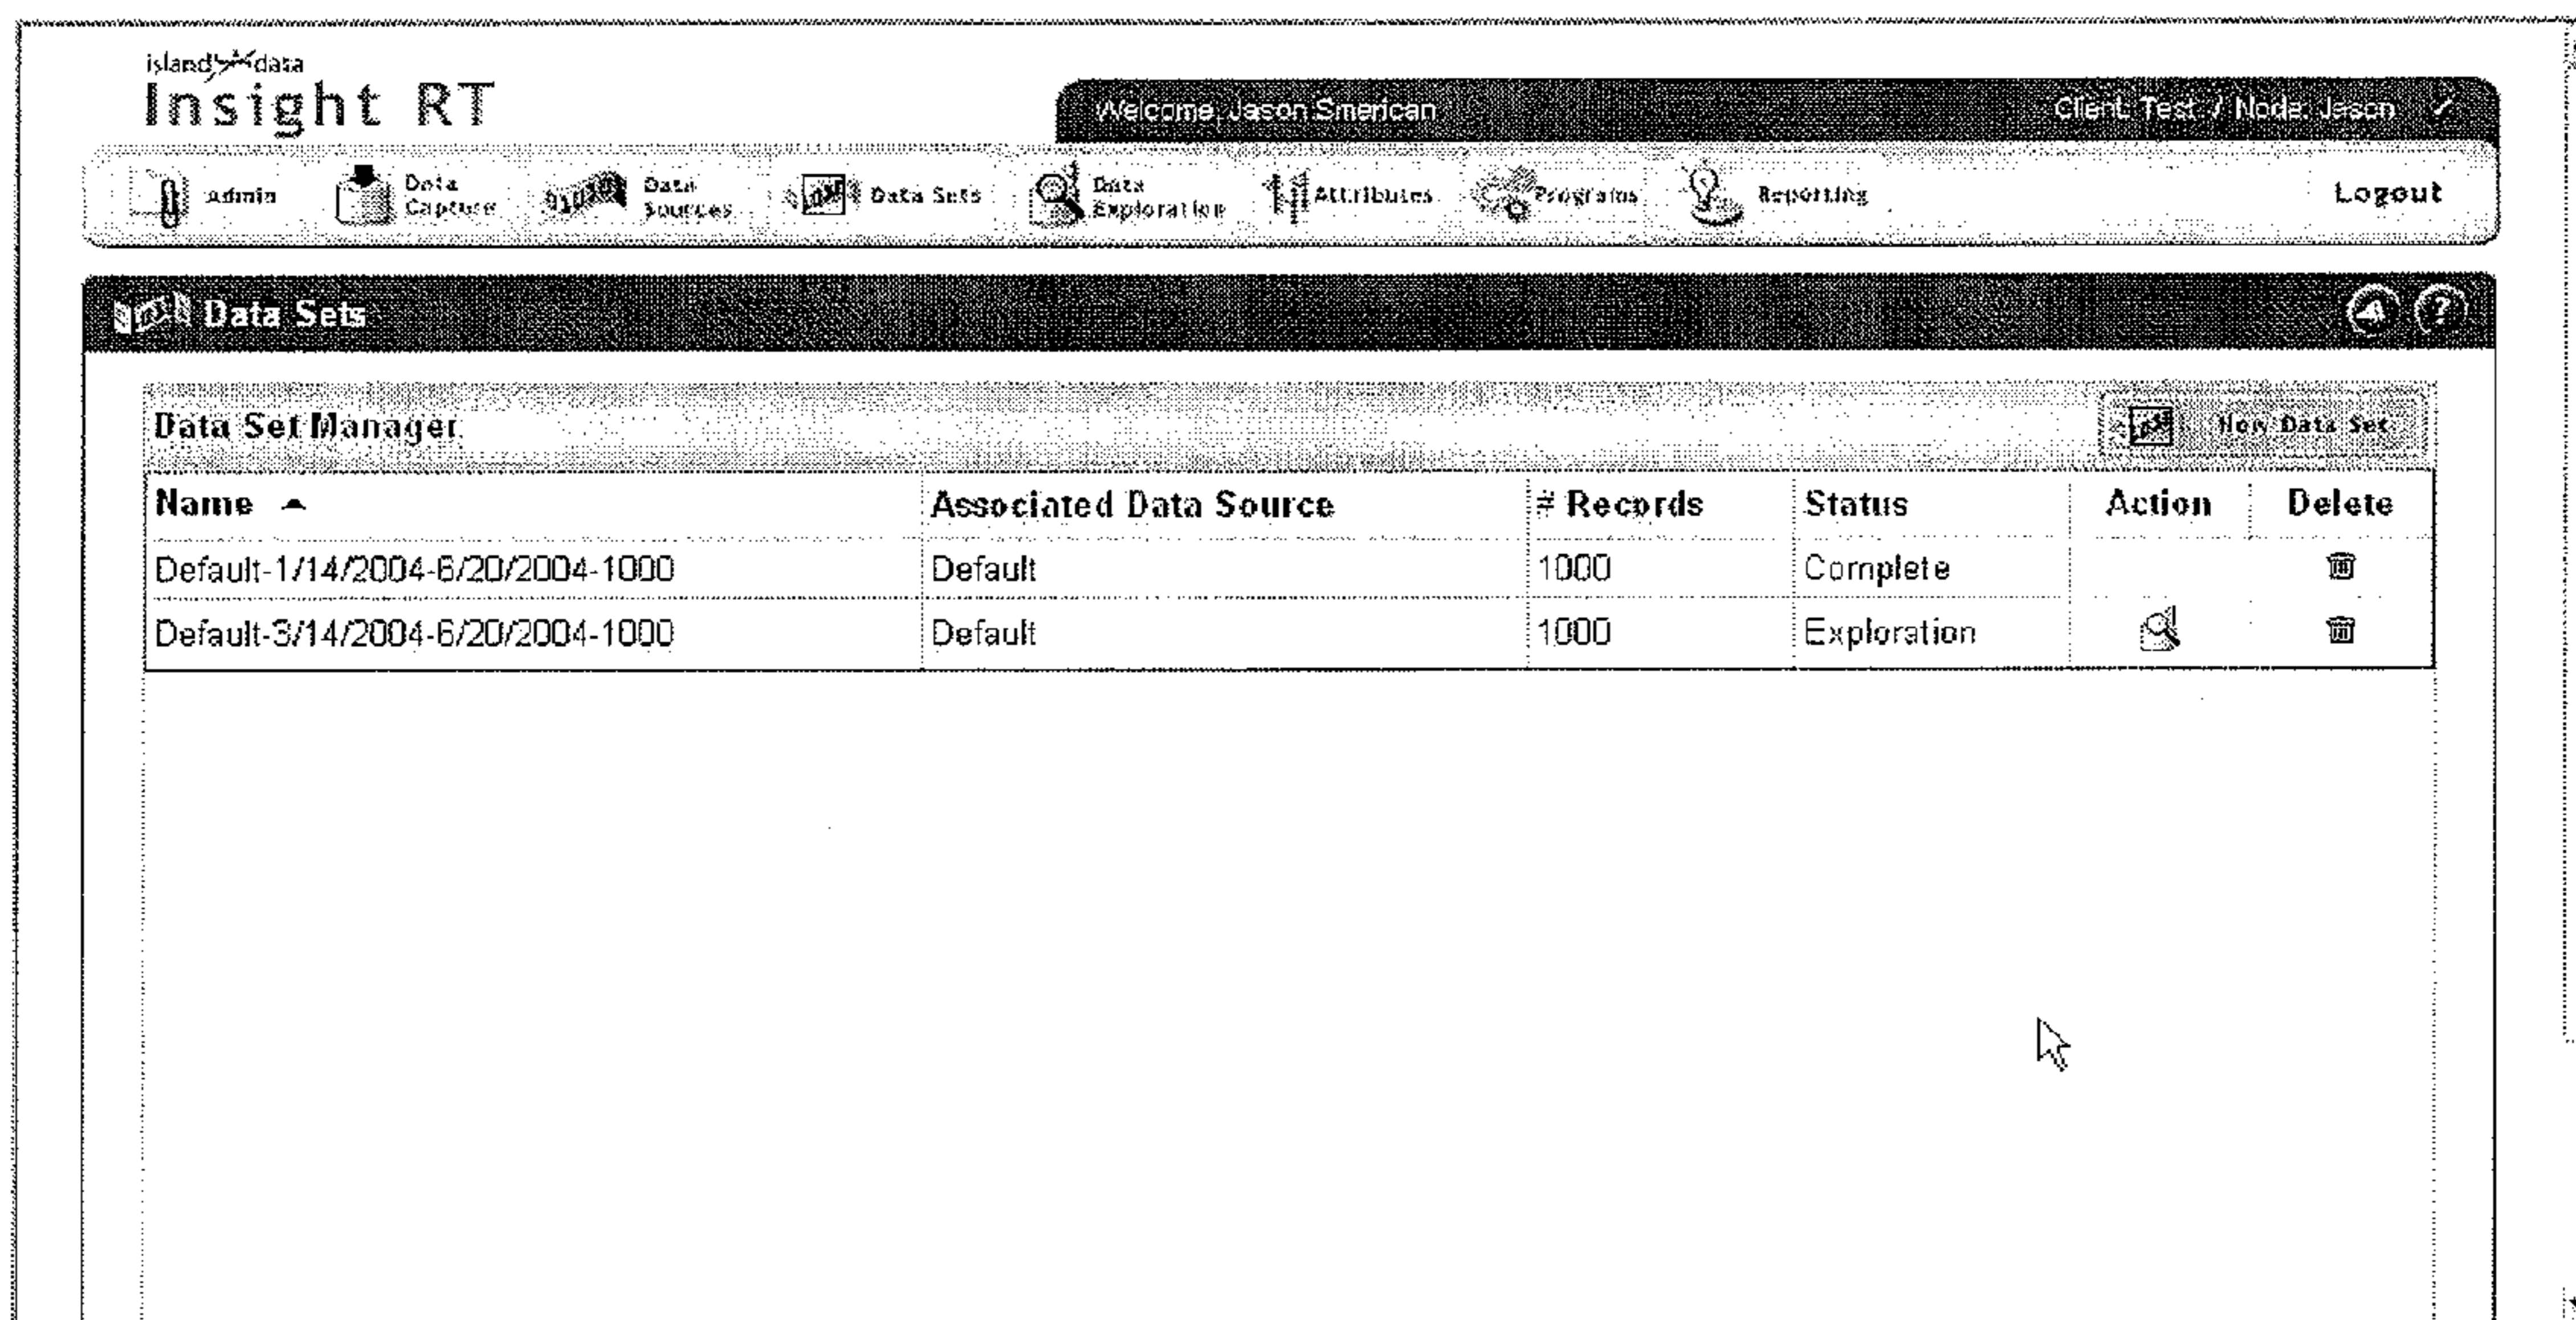 island data
Insight RT
Welcome, Jason Smerican
Client: Test / Node: Jason
Admin
Data
Capture
Data
Sources
Data Sets
Data
Exploration
Attributes
Programs
Reporting
Logout
Data Sets
?
Data Set Manager
New Data Set
Name Associated Data Source # Records Status Action Delete
Default-1/14/2004-6/20/2004-1000 Default 1000 Complete
Default-3/14/2004-6/20/2004-1000 Default 1000 Exploration